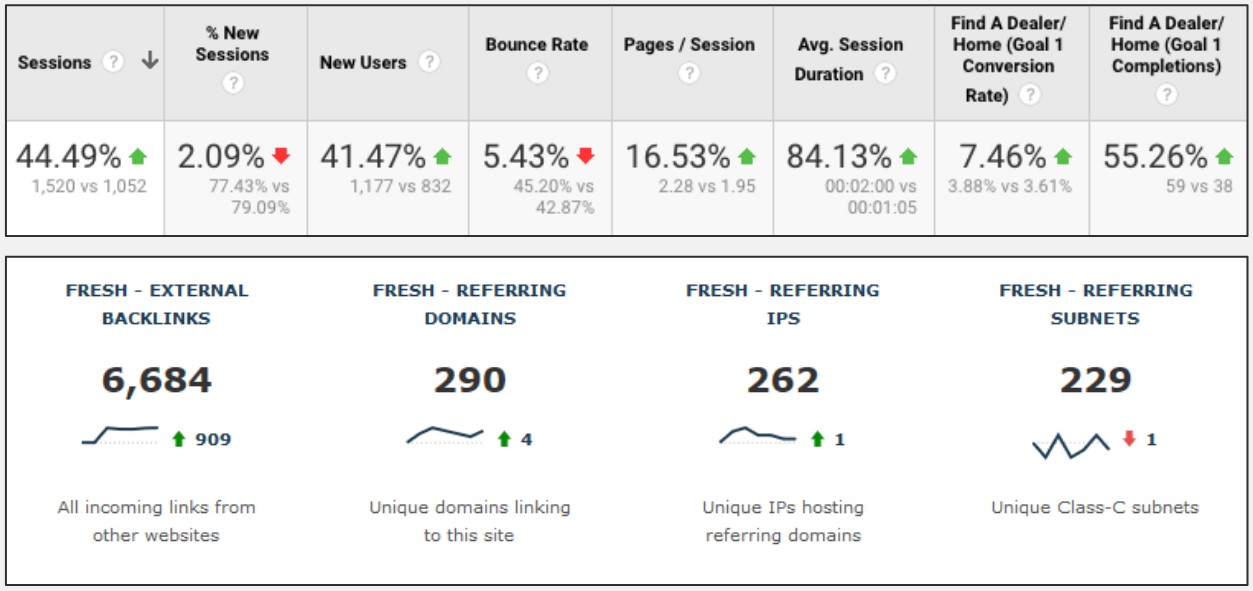 Sessions ?
% New
Sessions
?
New Users ?
Bounce Rate
?
Pages / Session
?
Avg. Session
Duration ?
Find A Dealer/
Home (Goal 1
Conversion
Rate) ?
Find A Dealer/
Home (Goal 1
Completions)
?
44.49%
1,520 vs 1,052
2.09%
77.43% vs
79.09%
41.47%
1,177 vs 832
5.43%
45.20% vs
42.87%
16.53%
2.28 vs 1.95
84.13%
00:02:00 vs
00:01:05
7.46%
3.88% vs 3.61%
55.26%
59 vs 38
FRESH - EXTERNAL
BACKLINKS
6,684
909
All incoming links from
other websites
FRESH - REFERRING
DOMAINS
290
4
Unique domains linking
to this site
FRESH - REFERRING
IPS
262
1
Unique IPs hosting
referring domains
FRESH - REFERRING
SUBNETS
229
1
Unique Class-C subnets